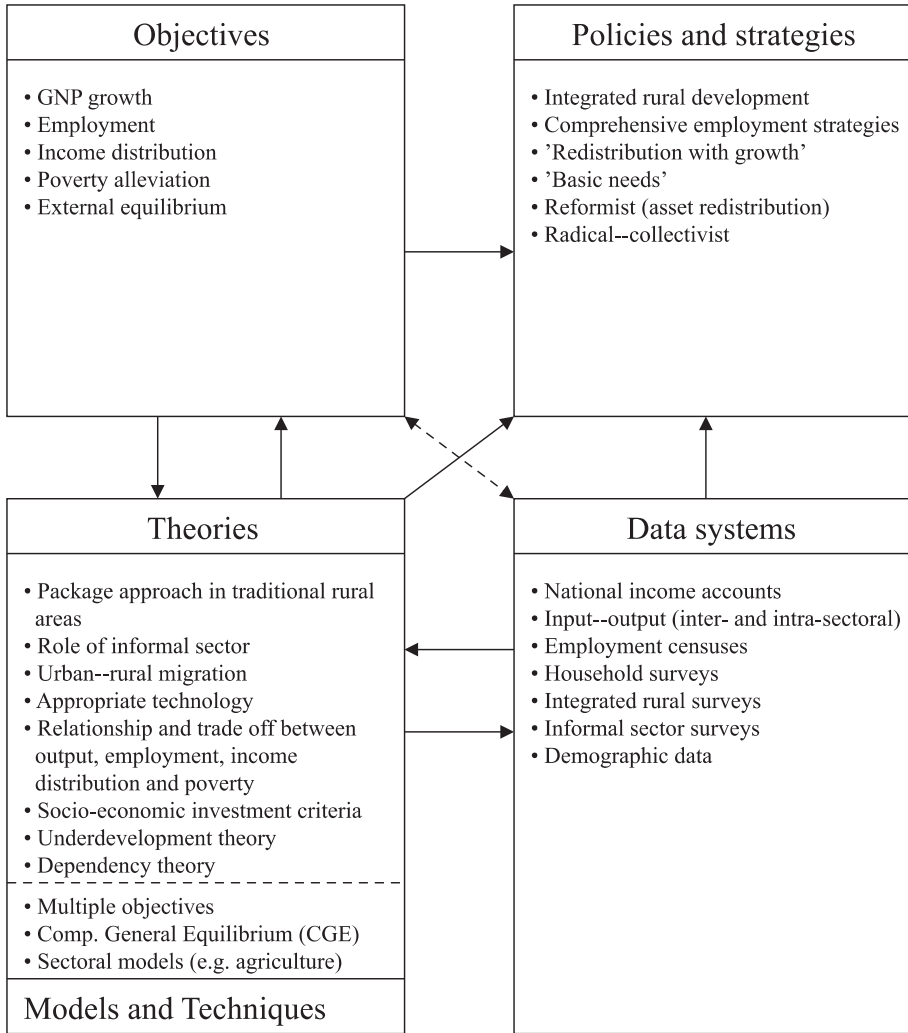 Objectives
• GNP growth
• Employment
• Income distribution
• Poverty alleviation
• External equilibrium
Policies and strategies
• Integrated rural development
• Comprehensive employment strategies
• ’Redistribution with growth’
• ’Basic needs’
• Reformist (asset redistribution)
• Radical--collectivist
Theories
• Package approach in traditional rural
areas
• Role of informal sector
• Urban--rural migration
• Appropriate technology
• Relationship and trade off between
output, employment, income
distribution and poverty
• Socio-economic investment criteria
• Underdevelopment theory
• Dependency theory
• Multiple objectives
• Comp. General Equilibrium (CGE)
• Sectoral models (e.g. agriculture)
Models and Techniques
Data systems
• National income accounts
• Input--output (inter- and intra-sectoral)
• Employment censuses
• Household surveys
• Integrated rural surveys
• Informal sector surveys
• Demographic data